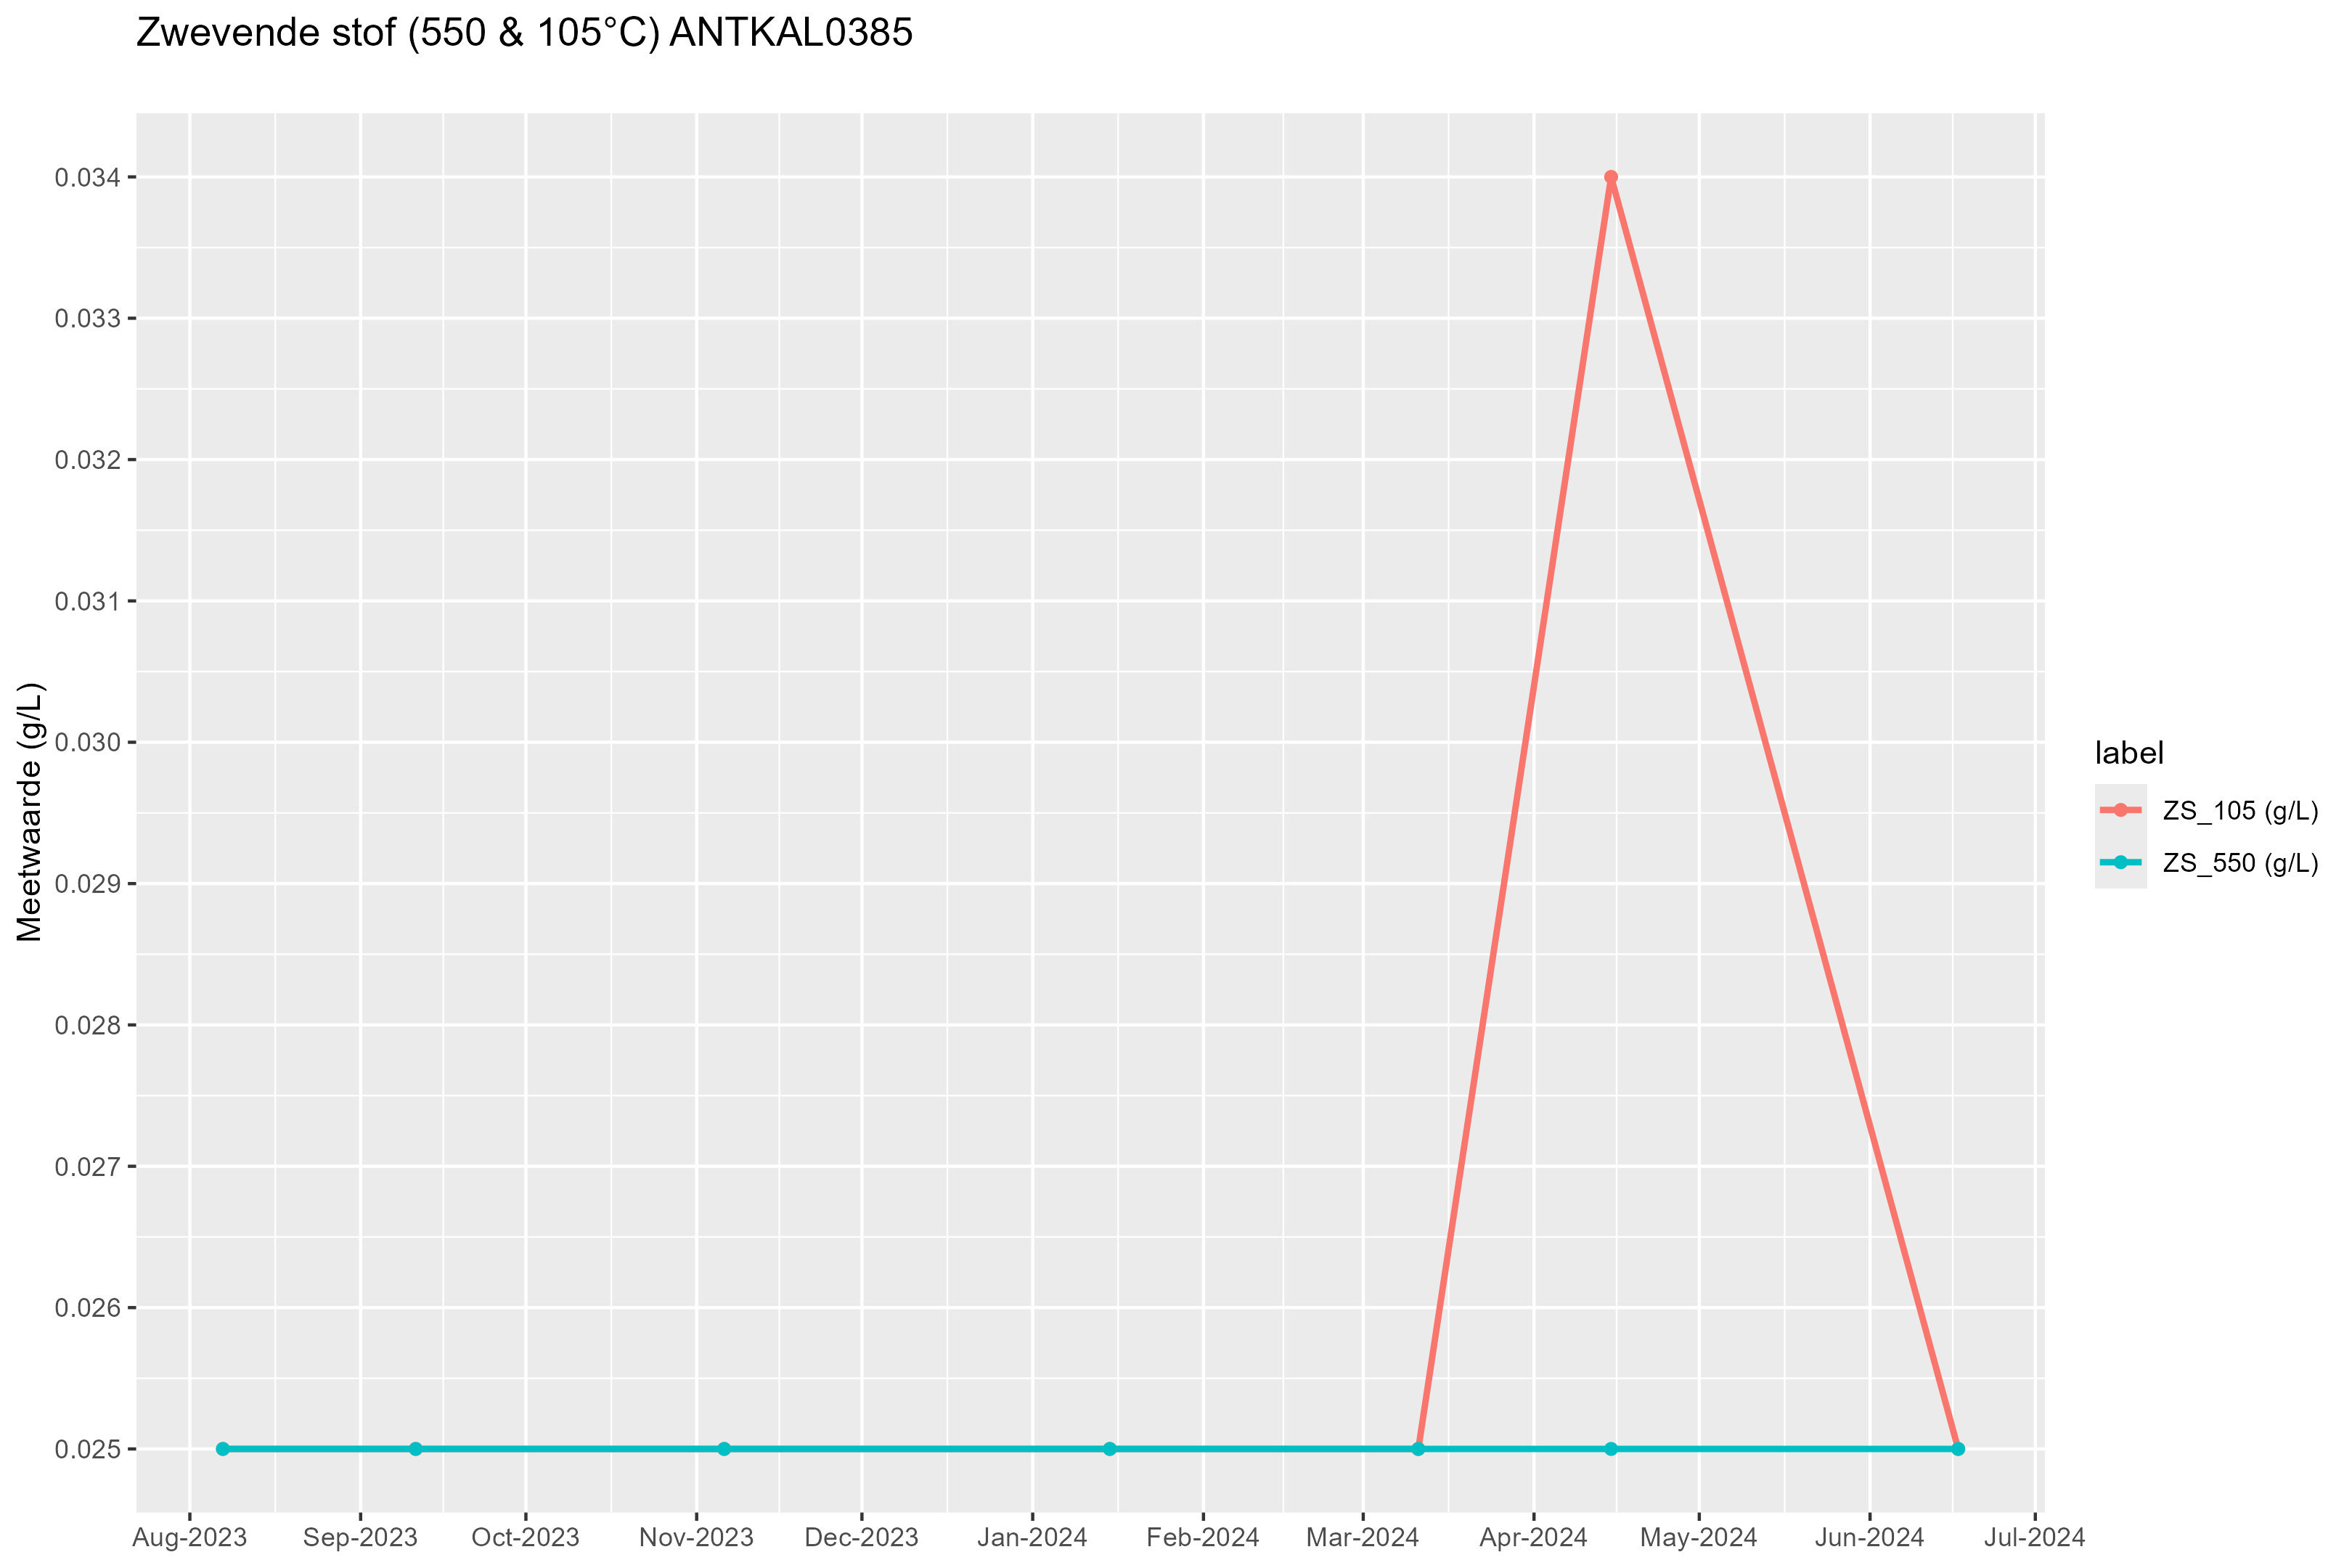 Zwevende stof (550 & 105°C) ANTKAL0385
Meetwaarde (g/L)
0.034
0.033
0.032
0.031
0.030
0.029
0.028
0.027
0.026
0.025
Aug-2023
Sep-2023
Oct-2023
Nov-2023
Dec-2023
Jan-2024
Feb-2024
Mar-2024
Apr-2024
May-2024
Jun-2024
Jul-2024
label
ZS_105 (g/L)
ZS_550 (g/L)